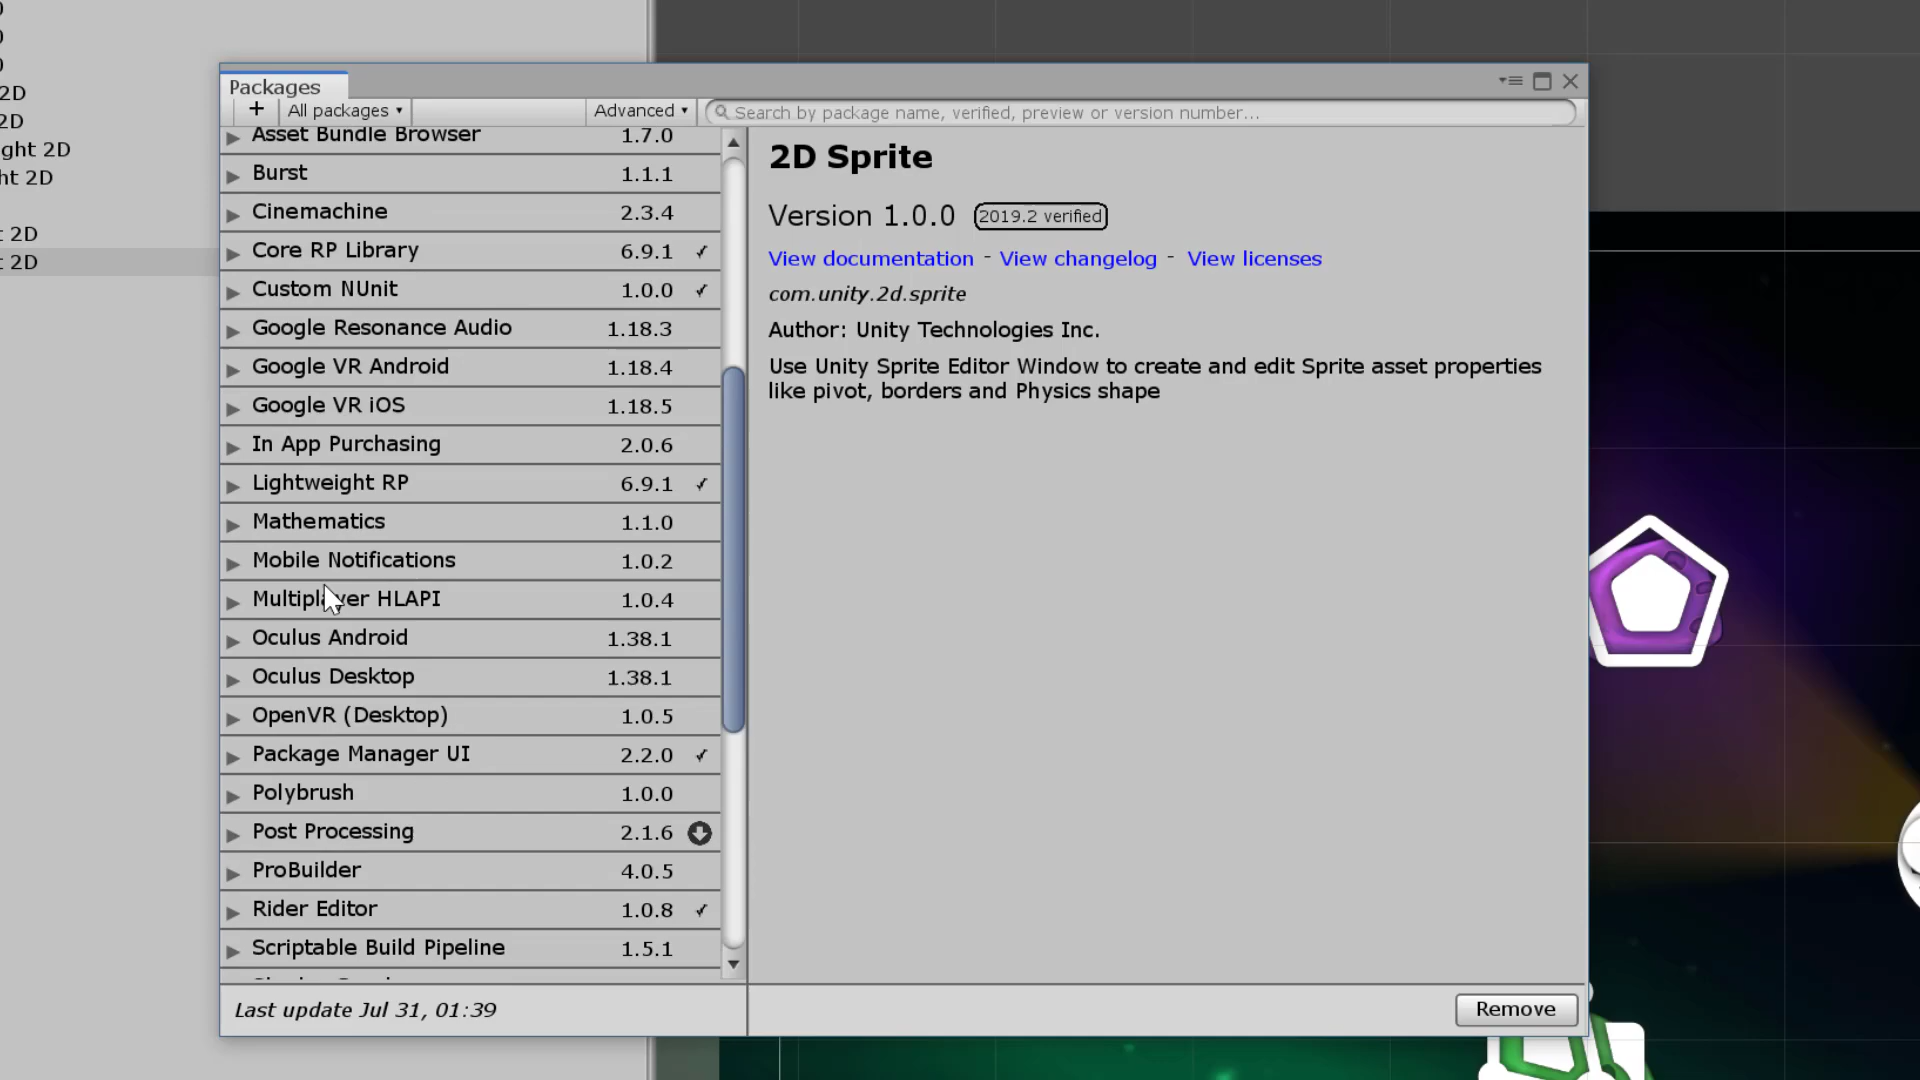 2D
2D
ght 2D
ht 2D
t 2D
t 2D
Packages
+ All packages ▾ Advanced ▾ Search by package name, verified, preview or version number...
Asset Bundle Browser 1.7.0
Burst 1.1.1
Cinemachine 2.3.4
Core RP Library 6.9.1 ✓
Custom NUnit 1.0.0 ✓
Google Resonance Audio 1.18.3
Google VR Android 1.18.4
Google VR iOS 1.18.5
In App Purchasing 2.0.6
Lightweight RP 6.9.1 ✓
Mathematics 1.1.0
Mobile Notifications 1.0.2
Multiplayer HLAPI 1.0.4
Oculus Android 1.38.1
Oculus Desktop 1.38.1
OpenVR (Desktop) 1.0.5
Package Manager UI 2.2.0 ✓
Polybrush 1.0.0
Post Processing 2.1.6
ProBuilder 4.0.5
Rider Editor 1.0.8 ✓
Scriptable Build Pipeline 1.5.1
Last update Jul 31, 01:39
2D Sprite
Version 1.0.0 2019.2 verified
View documentation - View changelog - View licenses
com.unity.2d.sprite
Author: Unity Technologies Inc.
Use Unity Sprite Editor Window to create and edit Sprite asset properties
like pivot, borders and Physics shape
Remove